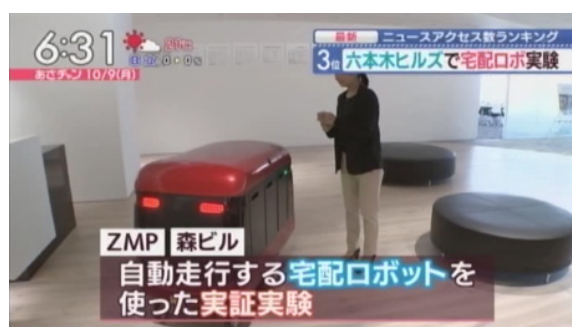 6:31
あさチャン 10/9(月)
最新 ニュースアクセス数ランキング
3位 六本木ヒルズで宅配ロボ実験
ZMP 森ビル
自動走行する宅配ロボットを
使った実証実験